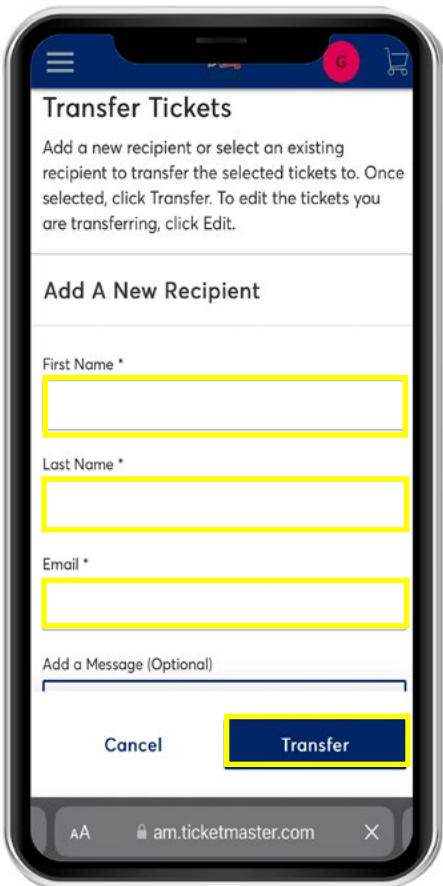 G
Transfer Tickets
Add a new recipient or select an existing
recipient to transfer the selected tickets to. Once
selected, click Transfer. To edit the tickets you
are transferring, click Edit.
Add A New Recipient
First Name *
Last Name *
Email *
Add a Message (Optional)
Cancel Transfer
AA am.ticketmaster.com